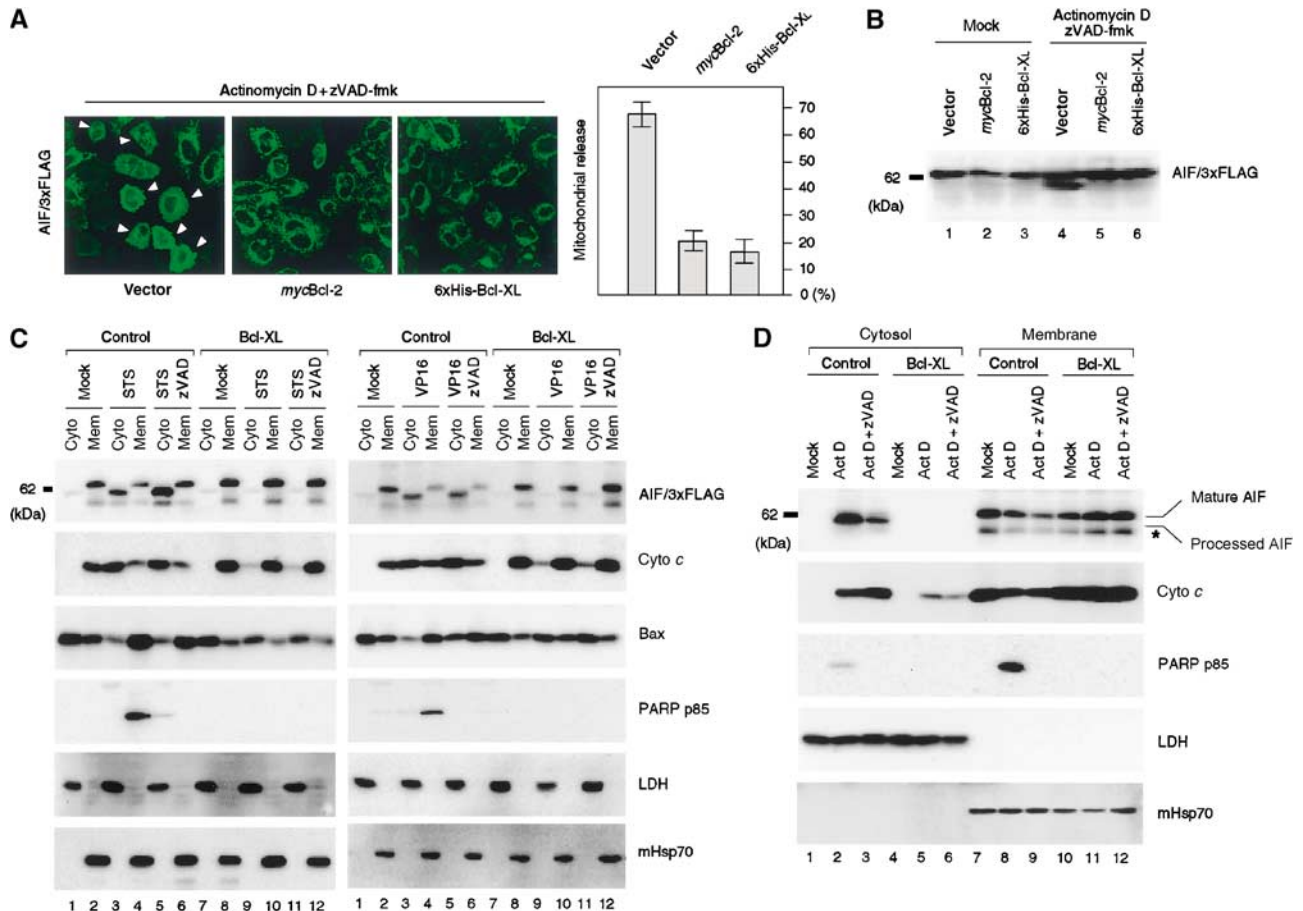 A
Actinomycin D+zVAD-fmk
AIF/3xFLAG
Vector
mycBcl-2
6xHis-Bcl-XL
Vector
mycBcl-2
6xHis-Bcl-XL
Mitochondrial release
70
60
50
40
30
20
10
0 (%)
B
Mock
Actinomycin D
zVAD-fmk
Vector
mycBcl-2
6xHis-Bcl-XL
Vector
mycBcl-2
6xHis-Bcl-XL
62
(kDa)
AIF/3xFLAG
1 2 3 4 5 6
C
Control Bcl-XL
Mock STS STS zVAD Mock STS STS zVAD
Cyto Mem Cyto Mem Cyto Mem Cyto Mem Cyto Mem Cyto Mem
Control Bcl-XL
Mock VP16 VP16 zVAD Mock VP16 VP16 zVAD
Cyto Mem Cyto Mem Cyto Mem Cyto Mem Cyto Mem Cyto Mem
62
(kDa)
AIF/3xFLAG
Cyto c
Bax
PARP p85
LDH
mHsp70
1 2 3 4 5 6 7 8 9 10 11 12
1 2 3 4 5 6 7 8 9 10 11 12
D
Cytosol Membrane
Control Bcl-XL Control Bcl-XL
Mock Act D Act D + zVAD Mock Act D Act D + zVAD Mock Act D Act D + zVAD Mock Act D Act D + zVAD
62
(kDa)
Mature AIF
*
Processed AIF
Cyto c
PARP p85
LDH
mHsp70
1 2 3 4 5 6 7 8 9 10 11 12